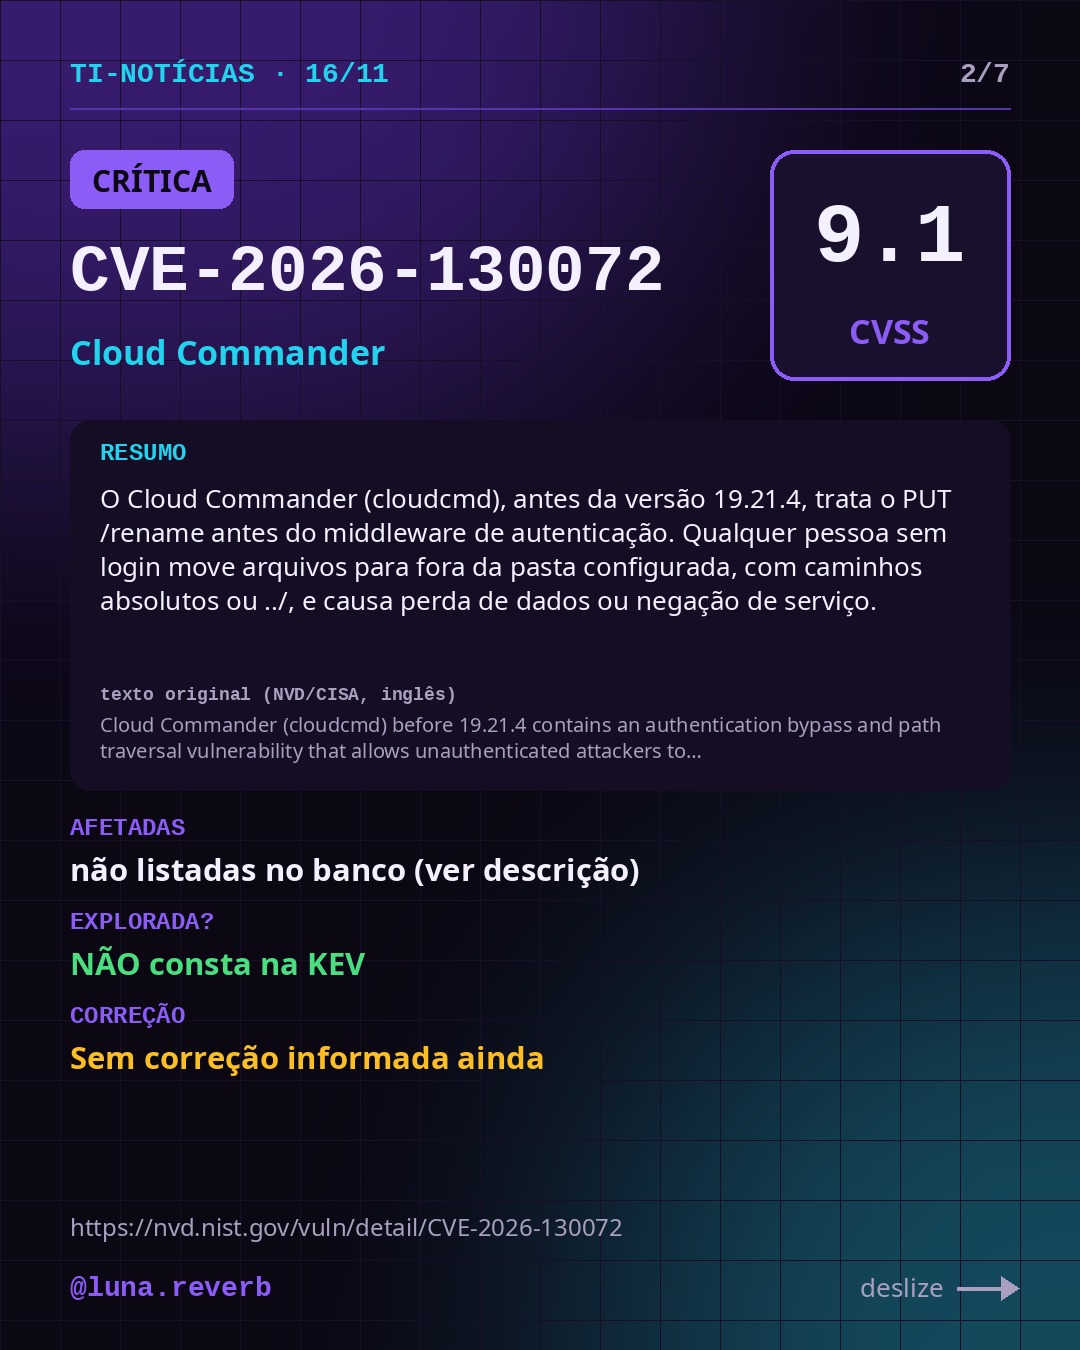 TI-NOTÍCIAS · 16/11
2/7
CRÍTICA
CVE-2026-130072
Cloud Commander
9.1
CVSS
RESUMO
O Cloud Commander (cloudcmd), antes da versão 19.21.4, trata o PUT
/rename antes do middleware de autenticação. Qualquer pessoa sem
login move arquivos para fora da pasta configurada, com caminhos
absolutos ou ../, e causa perda de dados ou negação de serviço.
texto original (NVD/CISA, inglês)
Cloud Commander (cloudcmd) before 19.21.4 contains an authentication bypass and path
traversal vulnerability that allows unauthenticated attackers to...
AFETADAS
não listadas no banco (ver descrição)
EXPLORADA?
NÃO consta na KEV
CORREÇÃO
Sem correção informada ainda
https://nvd.nist.gov/vuln/detail/CVE-2026-130072
@luna.reverb
deslize